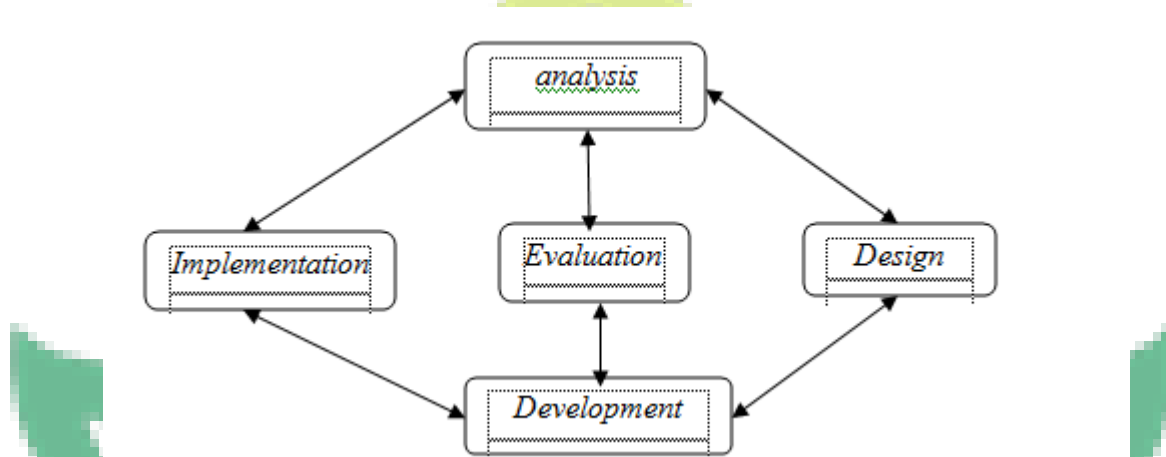 analysis
Implementation
Evaluation
Design
Development